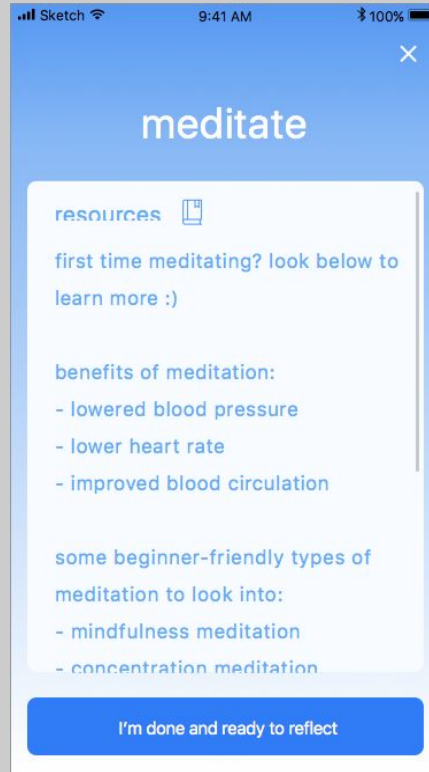 Sketch 9:41 AM 100%
meditate
resources
first time meditating? look below to
learn more :)
benefits of meditation:
- lowered blood pressure
- lower heart rate
- improved blood circulation
some beginner-friendly types of
meditation to look into:
- mindfulness meditation
- concentration meditation
I'm done and ready to reflect